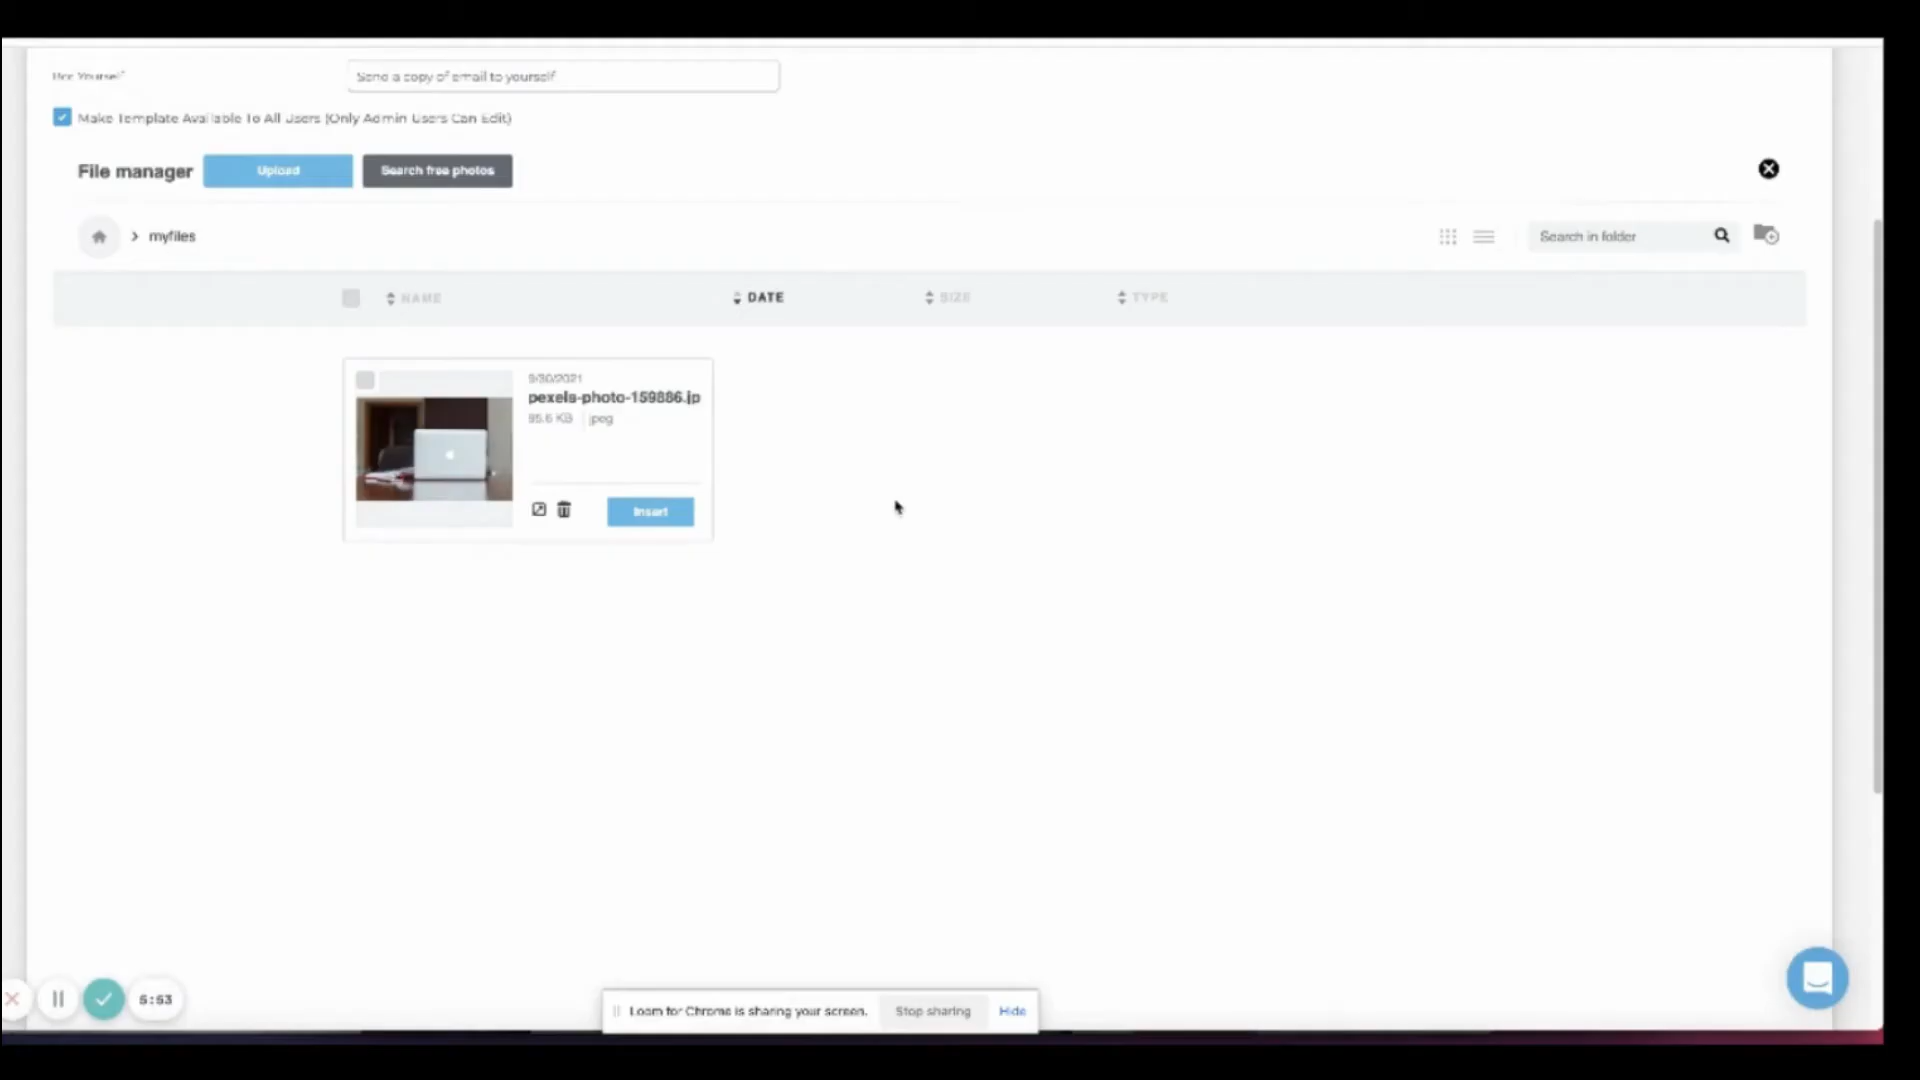 Bcc Yourself
Send a copy of email to yourself
Make Template Available To All Users (Only Admin Users Can Edit)
File manager
Upload
Search free photos
myfiles
Search in folder
NAME
DATE
SIZE
TYPE
9/30/2021
pexels-photo-159886.jp
85.6 KB
jpeg
Insert
5:53
Loom for Chrome is sharing your screen.
Stop sharing
Hide